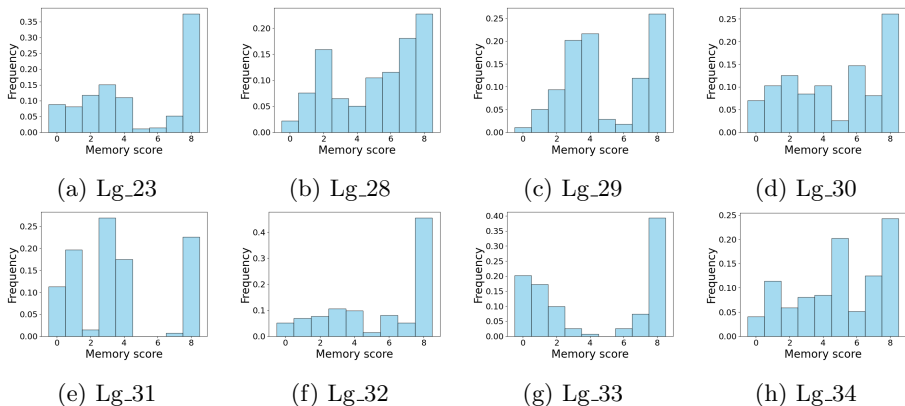 0.35
0.30
0.25
0.20
0.15
0.10
0.05
0.00
Frequency
0 2 4 6 8
Memory score
(a) Lg_23
0.20
0.15
0.10
0.05
0.00
Frequency
0 2 4 6 8
Memory score
(b) Lg_28
0.25
0.20
0.15
0.10
0.05
0.00
Frequency
0 2 4 6 8
Memory score
(c) Lg_29
0.25
0.20
0.15
0.10
0.05
0.00
Frequency
0 2 4 6 8
Memory score
(d) Lg_30
0.25
0.20
0.15
0.10
0.05
0.00
Frequency
0 2 4 6 8
Memory score
(e) Lg_31
0.4
0.3
0.2
0.1
0.0
Frequency
0 2 4 6 8
Memory score
(f) Lg_32
0.40
0.35
0.30
0.25
0.20
0.15
0.10
0.05
0.00
Frequency
0 2 4 6 8
Memory score
(g) Lg_33
0.25
0.20
0.15
0.10
0.05
0.00
Frequency
0 2 4 6 8
Memory score
(h) Lg_34